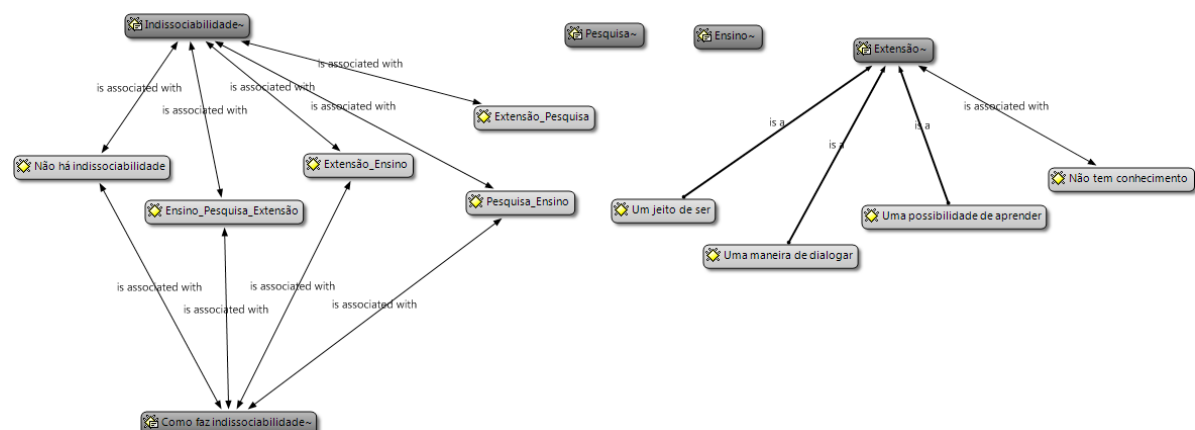 Indissociabilidade~
Pesquisa~
Ensino~
Extensão~
is associated with
is associated with
is associated with
is associated with
is associated with
Extensão_Pesquisa
is a
is a
is a
is associated with
Não há indissociabilidade
Extensão_Ensino
Não tem conhecimento
Ensino_Pesquisa_Extensão
Pesquisa_Ensino
Um jeito de ser
Uma possibilidade de aprender
Uma maneira de dialogar
is associated with
is associated with
is associated with
is associated with
Como faz indissociabilidade~